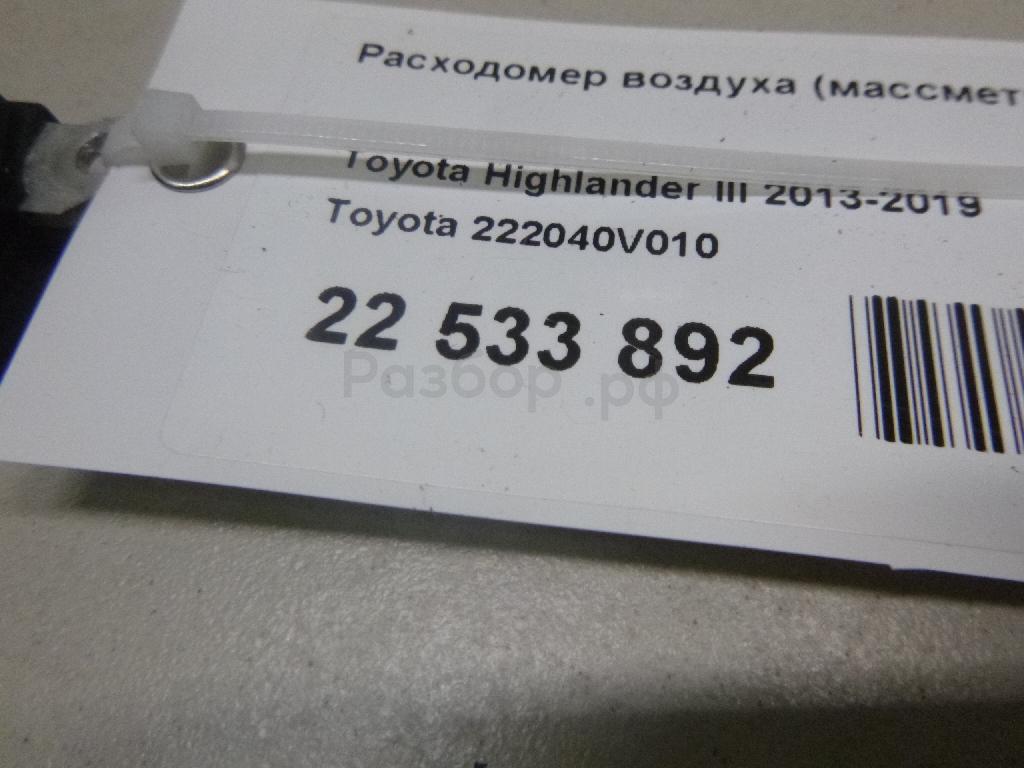 Расходомер воздуха (массмет
Toyota Highlander III 2013-2019
Toyota 222040V010
22 533 892
Разбор.рф